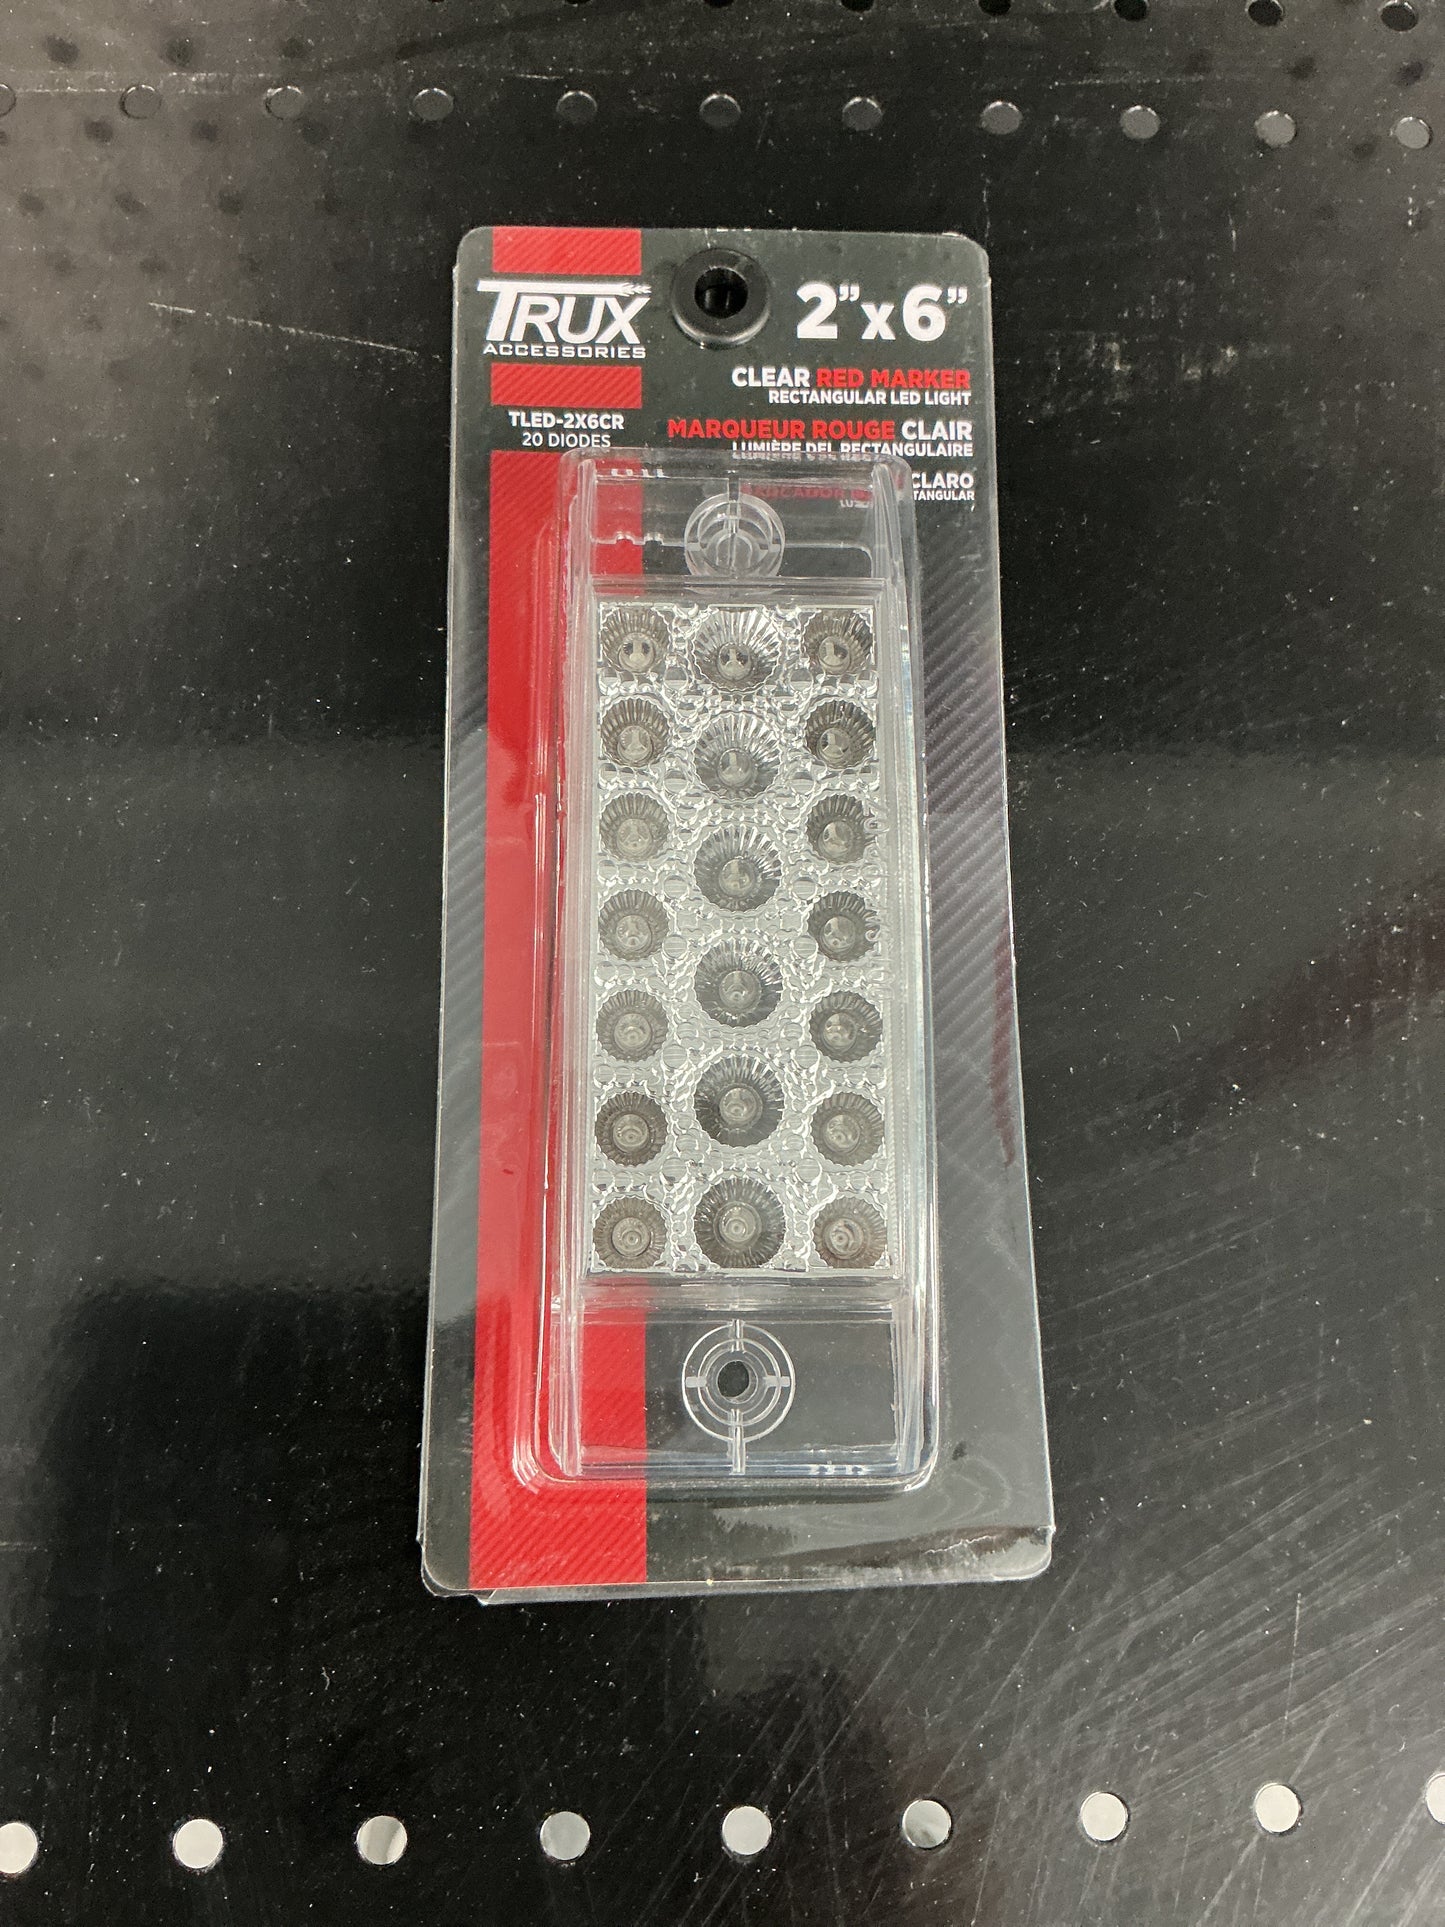 TRUX
ACCESSORIES
2" x 6"
CLEAR RED MARKER
RECTANGULAR LED LIGHT
TLED-2X6CR
20 DIODES
MARQUEUR ROUGE CLAIR
LUMIÈRE DEL RECTANGULAIRE
CLARO